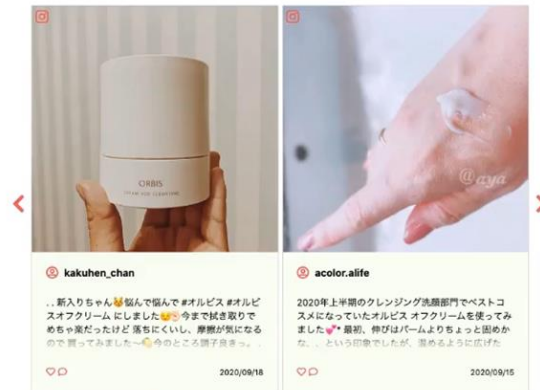 ORBIS
CREAM FOR CLEANSING
@aya
kakuhen_chan
. . 新入りちゃん😸悩んで悩んで #オルビス #オルビ
スオフクリーム にしました😉👏🏻今まで拭き取りで
めちゃ楽だったけど 落ちにくいし、摩擦が気になる
ので 買ってみました〜💫今のところ調子良きっ。 .
2020/09/18
acolor.alife
2020年上半期のクレンジング洗顔部門でベストコ
スメになっていたオルビス オフクリームを使ってみ
ました💕* 最初、伸びはバームよりちょっと固めか
な、、という印象でしたが、温めるように広げた
2020/09/15